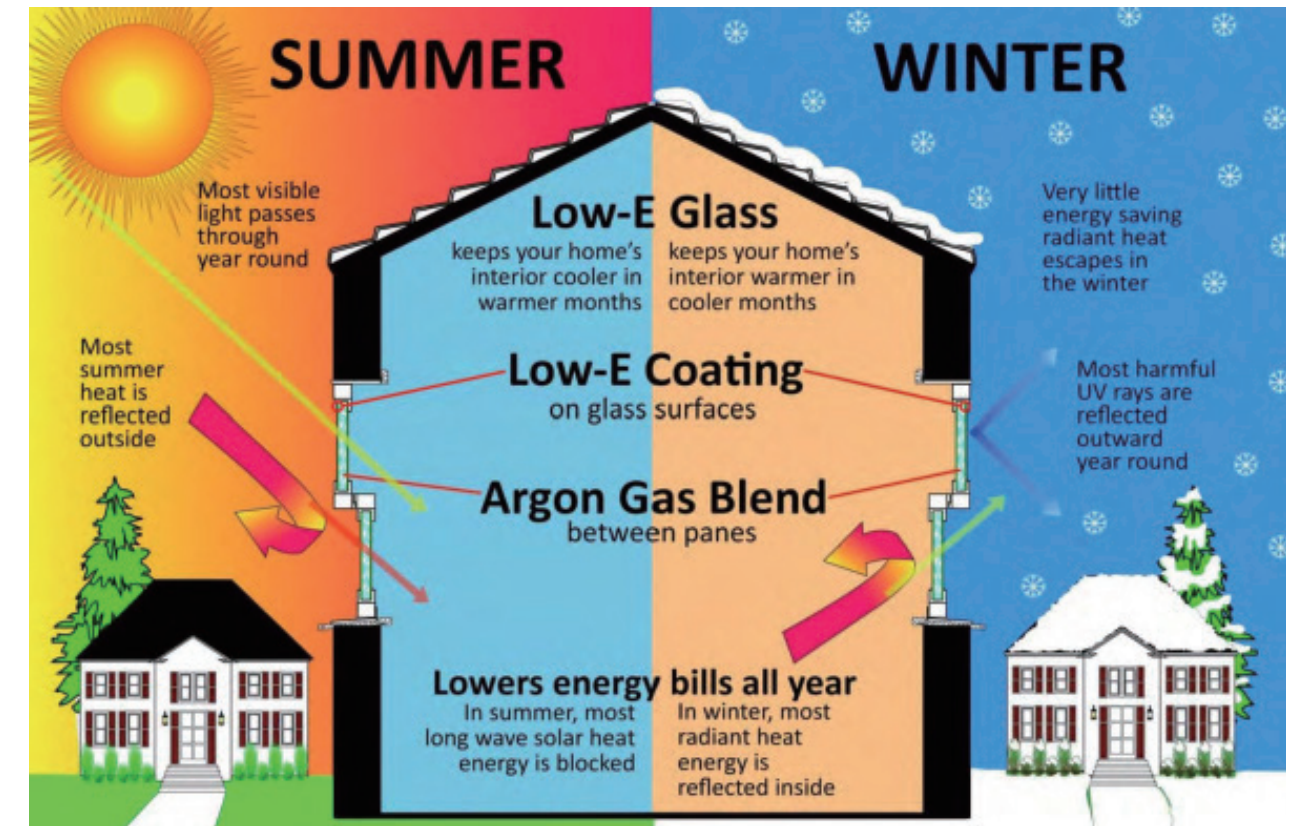 SUMMER
WINTER
Most visible
light passes
through
year round
Most
summer
heat is
reflected
outside
Low-E Glass
keeps your home's
interior cooler in
warmer months
keeps your home's
interior warmer in
cooler months
Low-E Coating
on glass surfaces
Argon Gas Blend
between panes
Lowers energy bills all year
In summer, most
long wave solar heat
energy is blocked
In winter, most
radiant heat
energy is
reflected inside
Very little
energy saving
radiant heat
escapes in
the winter
Most harmful
UV rays are
reflected
outward
year round